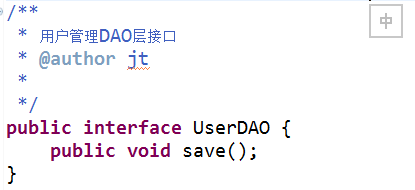 /**
 * 用户管理DAO层接口
 * @author jt
 *
 */
public interface UserDAO {
    public void save();
}
中